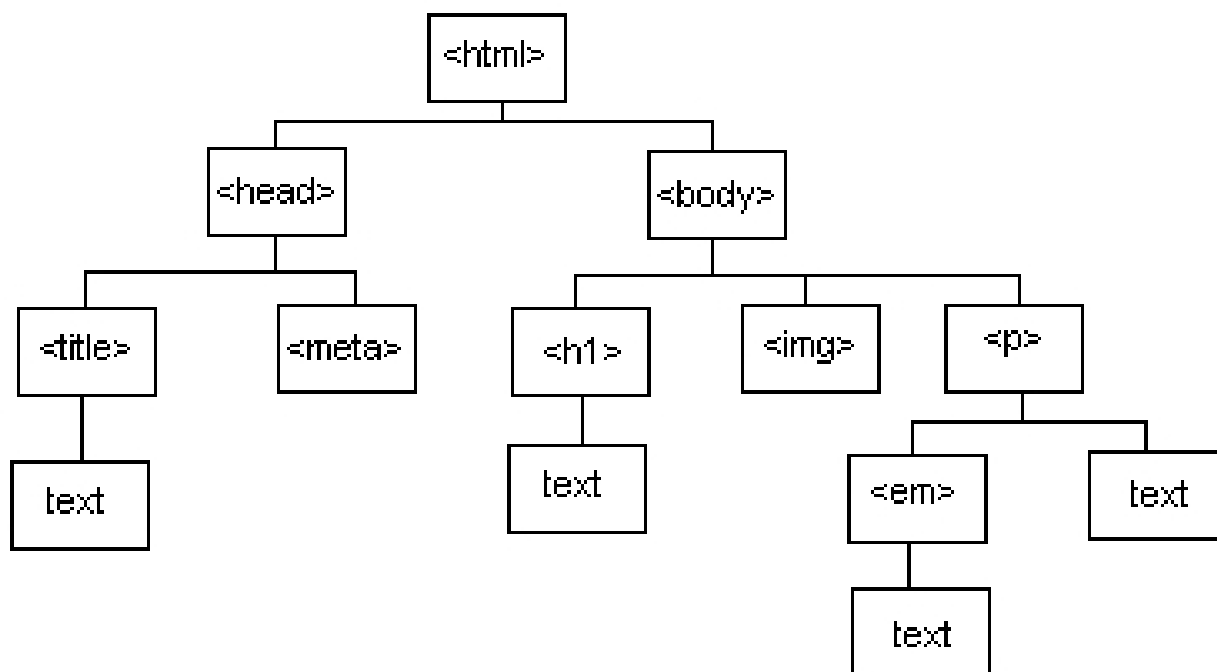 <html>
<head>
<body>
<title>
<meta>
<h1>
<img>
<p>
text
text
<em>
text
text